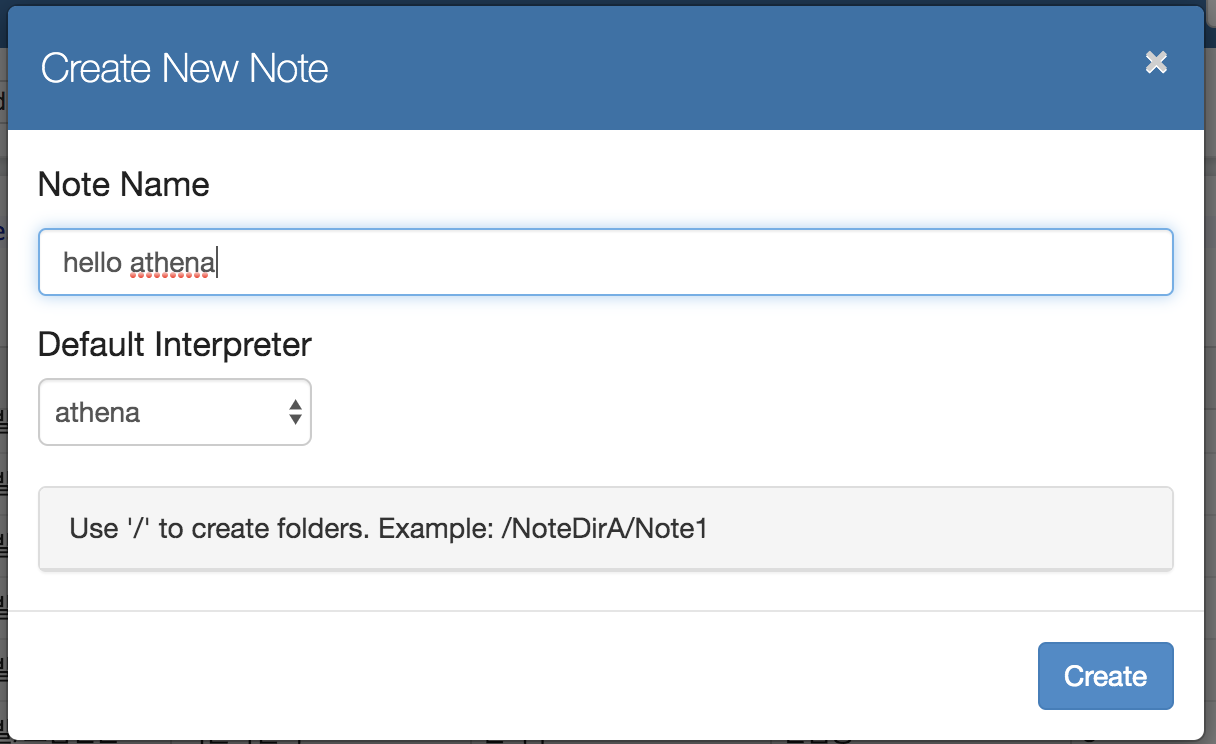 Create New Note
Note Name
hello athena
Default Interpreter
athena
Use '/' to create folders. Example: /NoteDirA/Note1
Create